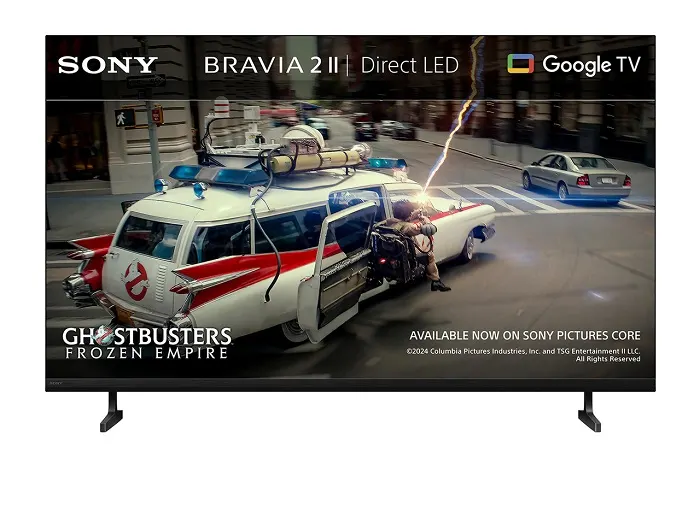 SONY
BRAVIA 2 II | Direct LED
Google TV
GHOSTBUSTERS
FROZEN EMPIRE
AVAILABLE NOW ON SONY PICTURES CORE
©2024 Columbia Pictures Industries, Inc. and TSG Entertainment II LLC.
All Rights Reserved
SONY